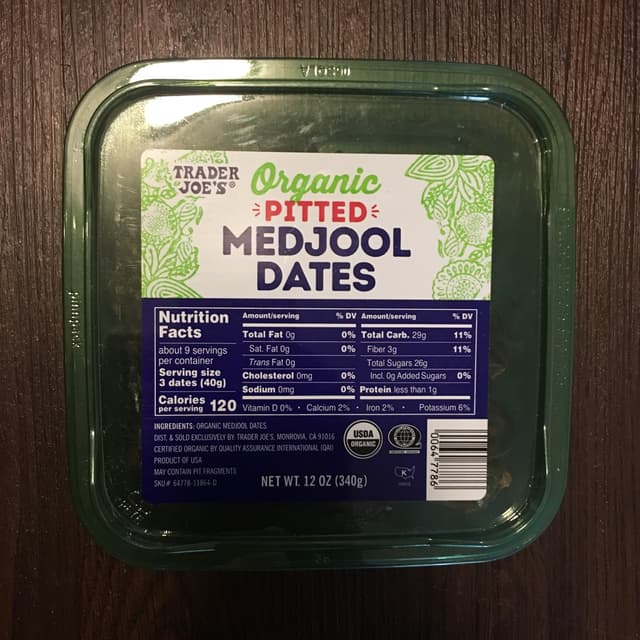 TRADER JOE'S®
Organic
PITTED
MEDJOOL
DATES
Nutrition
Facts
about 9 servings
per container
Serving size
3 dates (40g)
Calories
per serving 120
Amount/serving % DV
Total Fat 0g 0%
Sat. Fat 0g 0%
Trans Fat 0g
Cholesterol 0mg 0%
Sodium 0mg 0%
Amount/serving % DV
Total Carb. 29g 11%
Fiber 3g 11%
Total Sugars 26g
Incl. 0g Added Sugars 0%
Protein less than 1g
Vitamin D 0% • Calcium 2% • Iron 2% • Potassium 6%
INGREDIENTS: ORGANIC MEDJOOL DATES
DIST. & SOLD EXCLUSIVELY BY TRADER JOE'S, MONROVIA, CA 91016
CERTIFIED ORGANIC BY QUALITY ASSURANCE INTERNATIONAL (QAI)
PRODUCT OF USA
MAY CONTAIN PIT FRAGMENTS
SKU# 64778-11864-D
NET WT. 12 OZ (340g)
USDA
ORGANIC
K
0064 7786